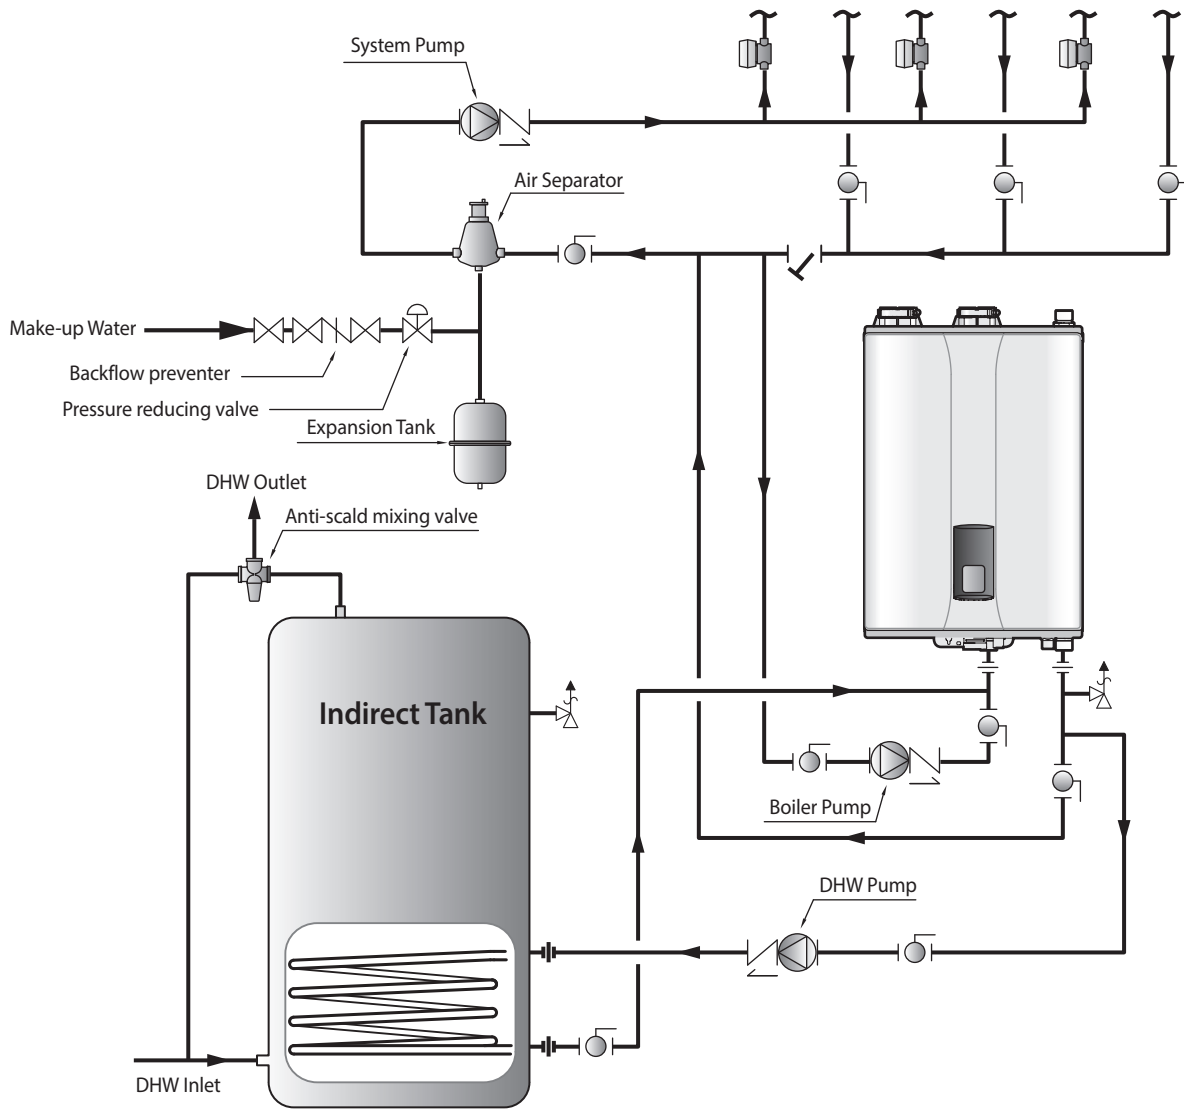 System Pump
Air Separator
Make-up Water
Backflow preventer
Pressure reducing valve
Expansion Tank
DHW Outlet
Anti-scald mixing valve
Indirect Tank
Boiler Pump
DHW Pump
DHW Inlet